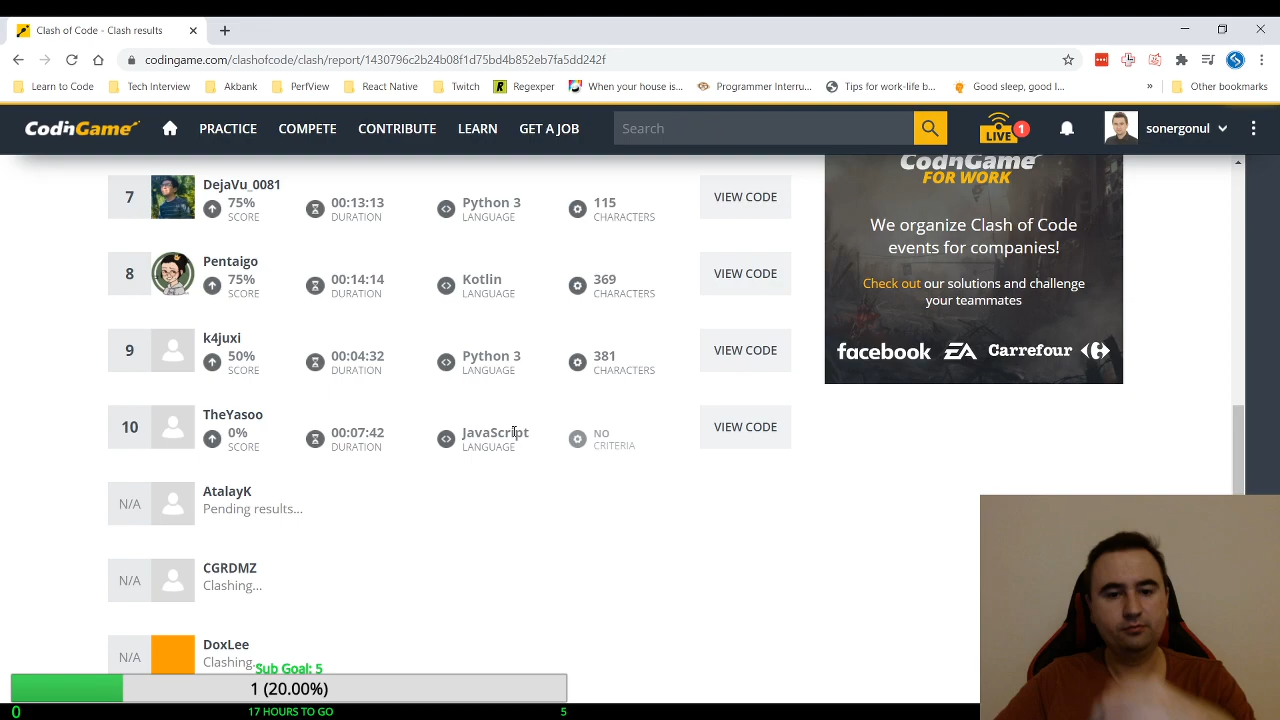 Clash of Code - Clash results
Learn to Code
Tech Interview
Akbank
PerfView
React Native
Twitch
Regexper
When your house is...
Programmer Interru...
Tips for work-life b...
Good sleep, good l...
»
Other bookmarks
CodinGame
PRACTICE
COMPETE
CONTRIBUTE
LEARN
GET A JOB
Search
LIVE
1
sonergonul
7
DejaVu_0081
75%
SCORE
00:13:13
DURATION
Python 3
LANGUAGE
115
CHARACTERS
VIEW CODE
8
Pentaigo
75%
SCORE
00:14:14
DURATION
Kotlin
LANGUAGE
369
CHARACTERS
VIEW CODE
9
k4juxi
50%
SCORE
00:04:32
DURATION
Python 3
LANGUAGE
381
CHARACTERS
VIEW CODE
10
TheYasoo
0%
SCORE
00:07:42
DURATION
JavaScript
LANGUAGE
NO
CRITERIA
VIEW CODE
N/A
AtalayK
Pending results...
N/A
CGRDMZ
Clashing...
N/A
DoxLee
Clashing...
CodinGame
FOR WORK
We organize Clash of Code
events for companies!
Check out our solutions and challenge
your teammates
facebook
EA
Carrefour
Sub Goal: 5
1 (20.00%)
0
17 HOURS TO GO
5